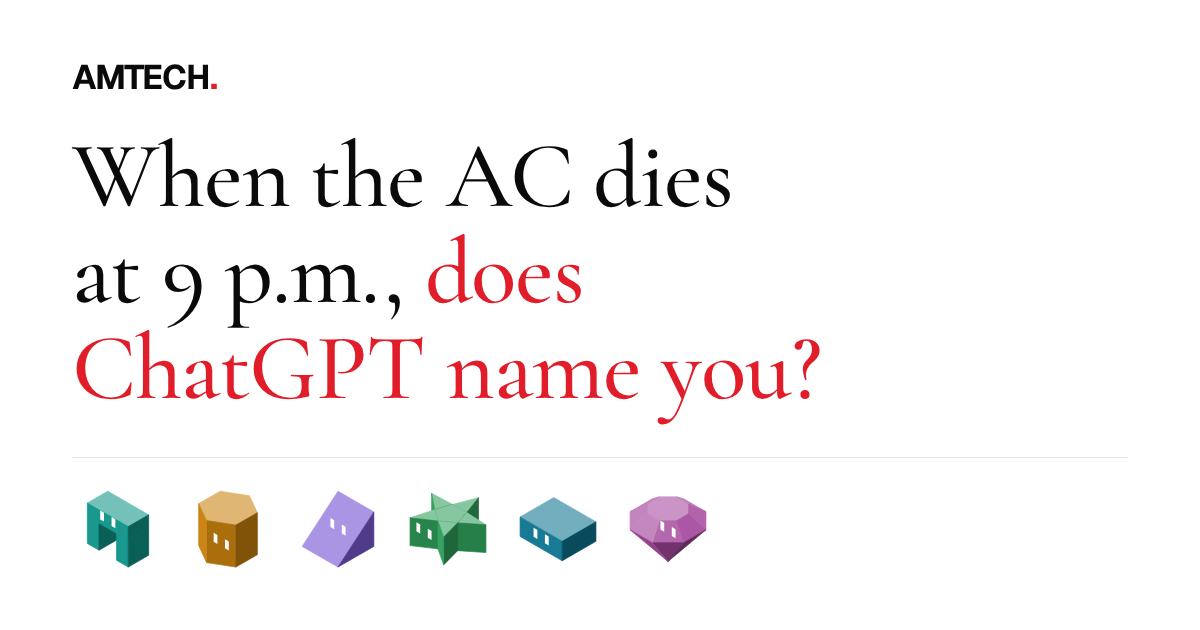 AMTECH.
When the AC dies
at 9 p.m., does
ChatGPT name you?